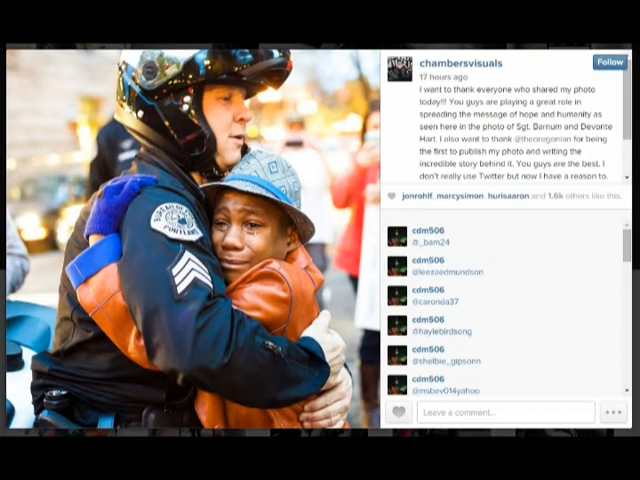 chambersvisuals
Follow
17 hours ago
I want to thank everyone who shared my photo
today!!! You guys are playing a great role in
spreading the message of hope and humanity as
seen here in the photo of Sgt. Barnum and Devonte
Hart. I also want to thank @theoregonian for being
the first to publish my photo and writing the
incredible story behind it. You guys are the best. I
don't really use Twitter but now I have a reason to.
jonrohlf, marcysimon, hurisaaron and 1.6k others like this.
cdm506
@_bam24
cdm506
@leezaedmundson
cdm506
@caronda37
cdm506
@haylebirdsong
cdm506
@shelbie_gipsonn
cdm506
@msbev014yahoo
Leave a comment...
PORTLAND